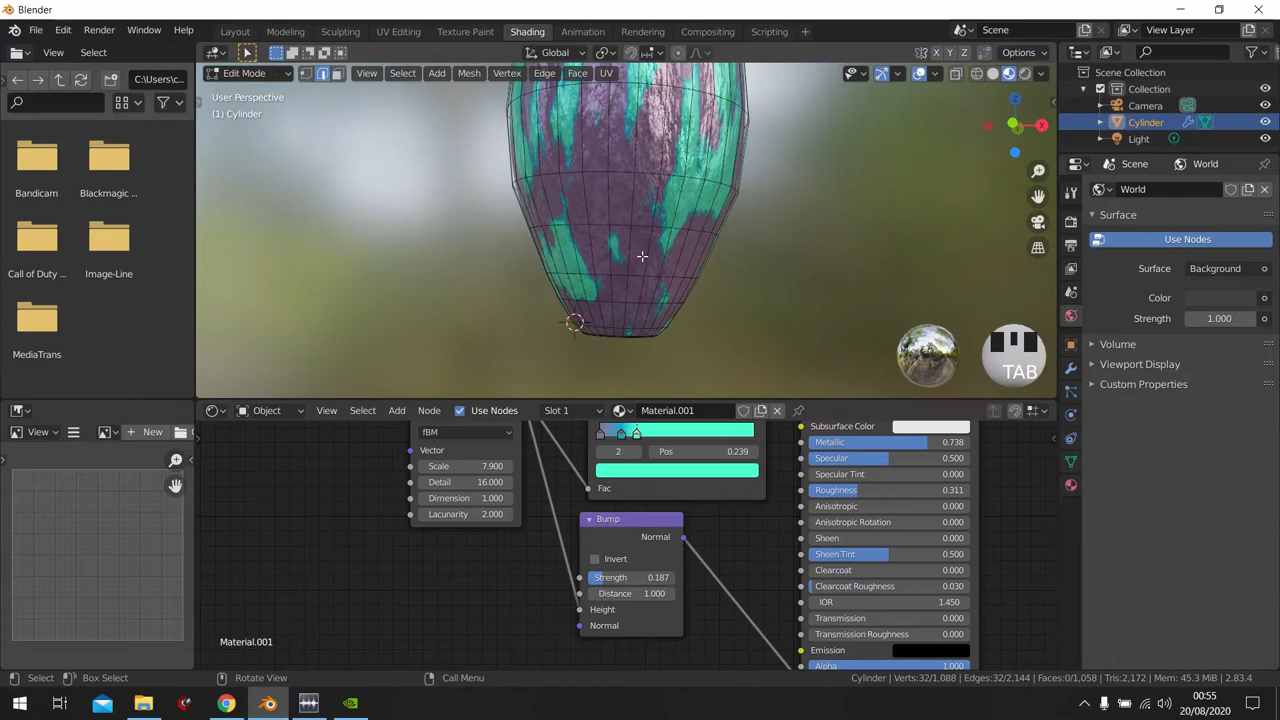 Blender
File Edit Render Window Help Layout Modeling Sculpting UV Editing Texture Paint Shading Animation Rendering Compositing Scripting + Scene View Layer
View Select Global Options
C:\Users\c...
Edit Mode View Select Add Mesh Vertex Edge Face UV
User Perspective
(1) Cylinder
X Y Z
Z
X
Y
Scene Collection
Collection
Camera
Cylinder
Light
Scene World
World
Surface
Use Nodes
Surface Background
Color
Strength 1.000
Volume
Viewport Display
Custom Properties
Bandicam Blackmagic ...
Call of Duty ... Image-Line
MediaTrans
TAB
View New
Object View Select Add Node Use Nodes Slot 1 Material.001
fBM
Vector
Scale 7.900
Detail 16.000
Dimension 1.000
Lacunarity 2.000
2 Pos 0.239
Fac
Bump
Normal
Invert
Strength 0.187
Distance 1.000
Height
Normal
Subsurface Color
Metallic 0.738
Specular 0.500
Specular Tint 0.000
Roughness 0.311
Anisotropic 0.000
Anisotropic Rotation 0.000
Sheen 0.000
Sheen Tint 0.500
Clearcoat 0.000
Clearcoat Roughness 0.030
IOR 1.450
Transmission 0.000
Transmission Roughness 0.000
Emission
Alpha 1.000
Material.001
Select Box Select Rotate View Call Menu Cylinder | Verts:32/1,088 | Edges:32/2,144 | Faces:0/1,058 | Tris:2,172 | Mem: 45.3 MiB | 2.83.4
00:55
20/08/2020